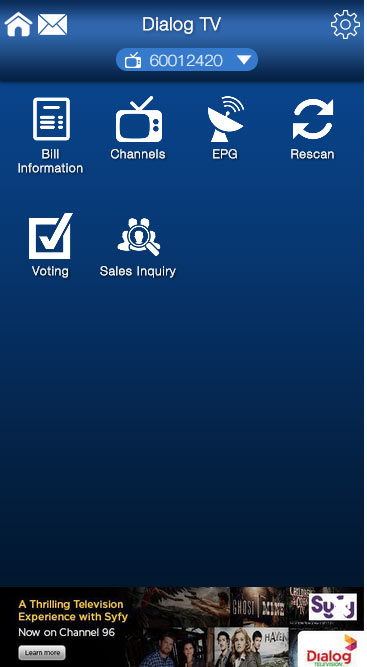 Dialog TV
60012420
Bill
Information
Channels
EPG
Rescan
Voting
Sales Inquiry
A Thrilling Television
Experience with Syfy
Now on Channel 96
Learn more
GHOST
HAVEN
Syfy
Dialog
TELEVISION